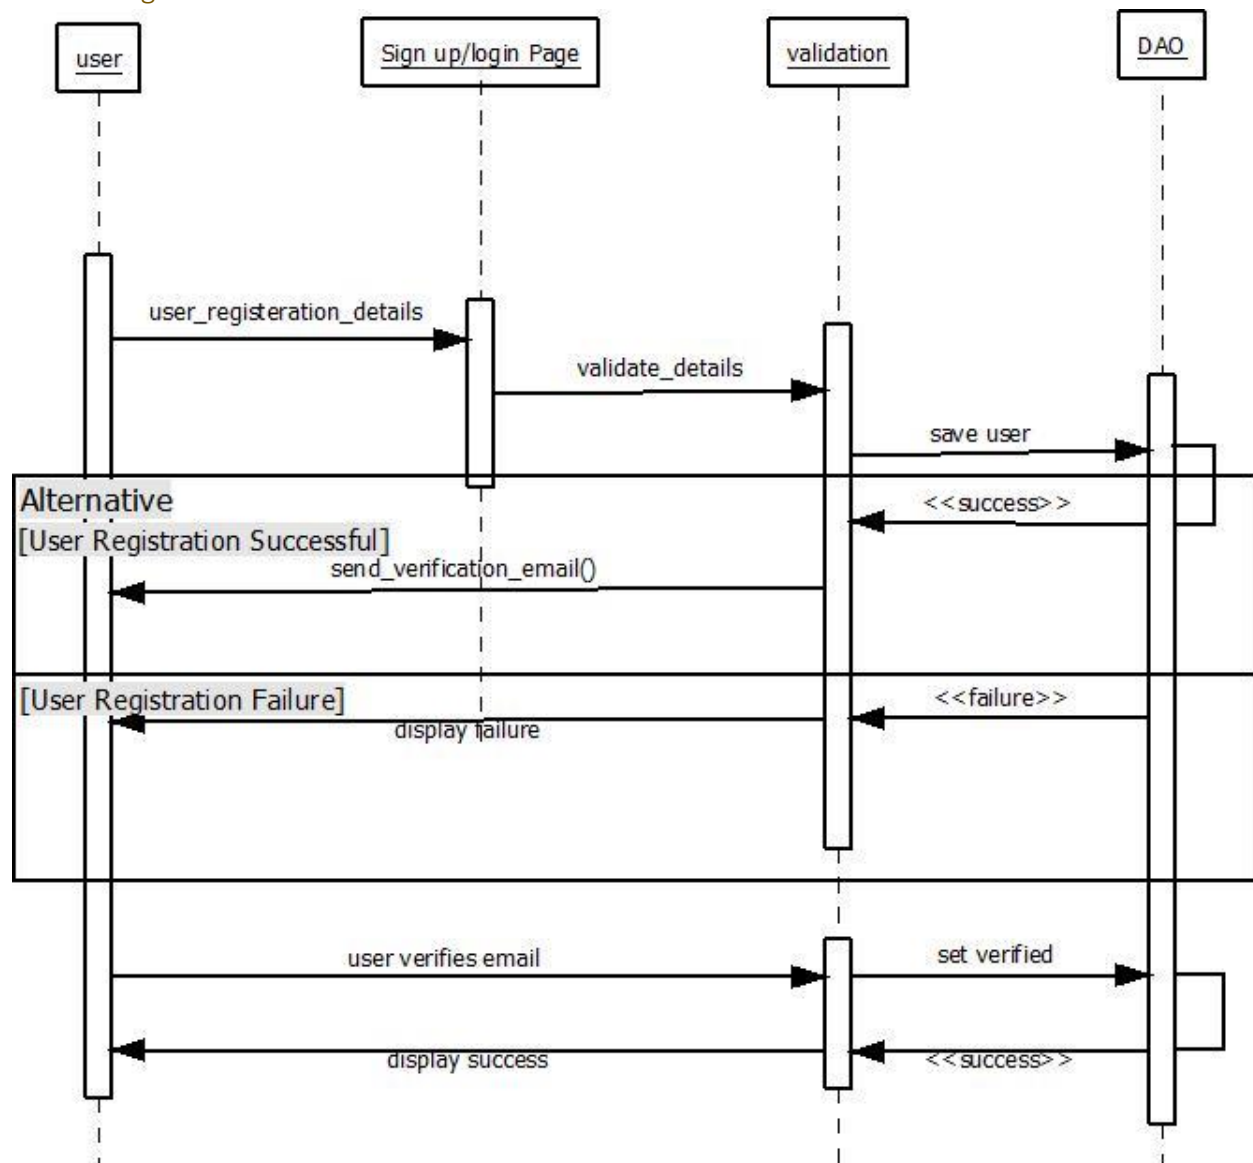 user
Sign up/login Page
validation
DAO
user_registeration_details
validate_details
save user
Alternative
<<success>>
[User Registration Successful]
send_verification_email()
[User Registration Failure]
<<failure>>
display failure
user verifies email
set verified
display success
<<success>>